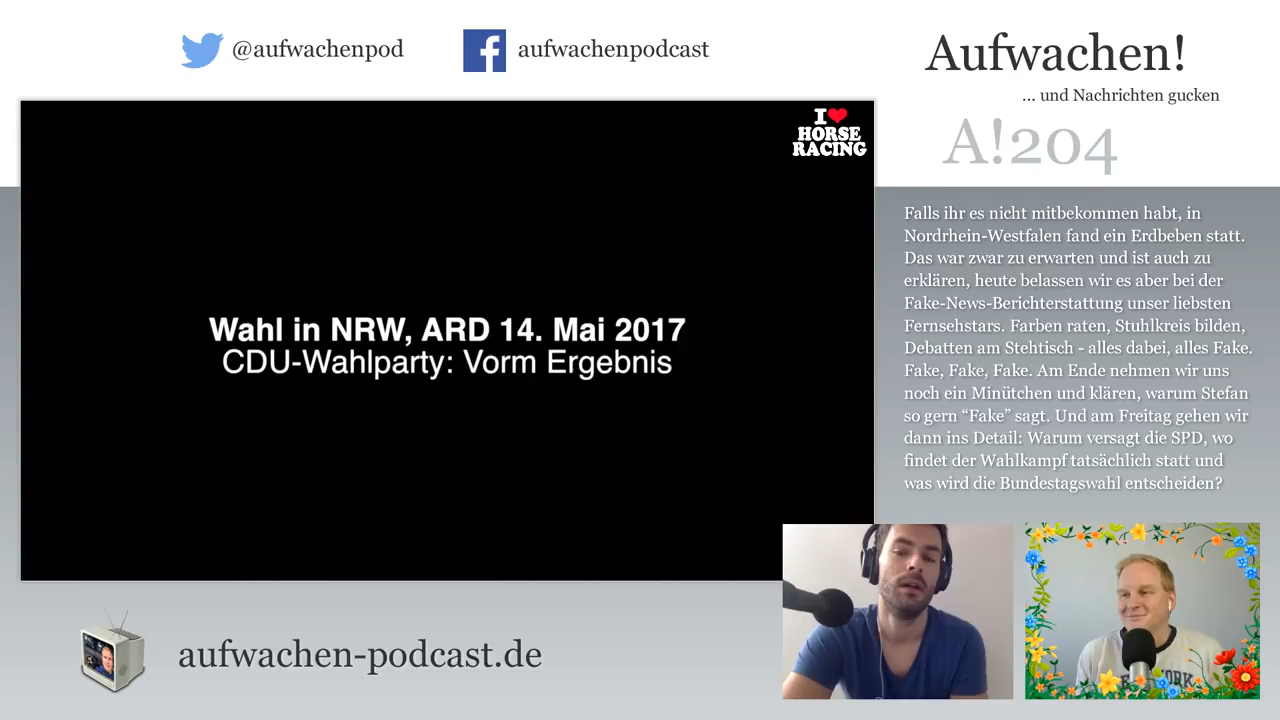 @aufwachenpod
aufwachenpodcast
Aufwachen!
... und Nachrichten gucken
A!204
I
HORSE
RACING
Wahl in NRW, ARD 14. Mai 2017
CDU-Wahlparty: Vorm Ergebnis
Falls ihr es nicht mitbekommen habt, in
Nordrhein-Westfalen fand ein Erdbeben statt.
Das war zwar zu erwarten und ist auch zu
erklären, heute belassen wir es aber bei der
Fake-News-Berichterstattung unser liebsten
Fernsehstars. Farben raten, Stuhlkreis bilden,
Debatten am Stehtisch - alles dabei, alles Fake.
Fake, Fake, Fake. Am Ende nehmen wir uns
noch ein Minütchen und klären, warum Stefan
so gern “Fake” sagt. Und am Freitag gehen wir
dann ins Detail: Warum versagt die SPD, wo
findet der Wahlkampf tatsächlich statt und
was wird die Bundestagswahl entscheiden?
aufwachen-podcast.de